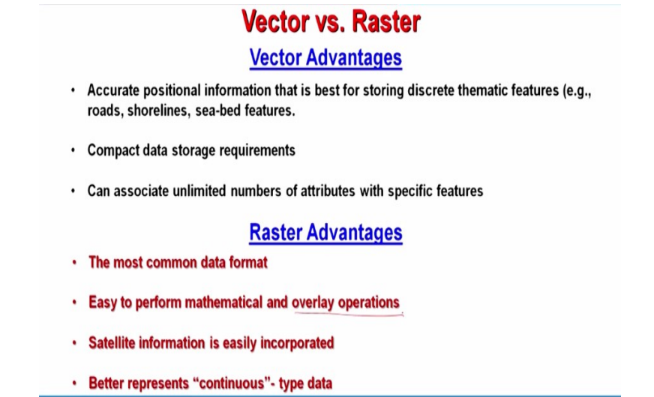 Vector vs. Raster
Vector Advantages
• Accurate positional information that is best for storing discrete thematic features (e.g.,
roads, shorelines, sea-bed features.
• Compact data storage requirements
• Can associate unlimited numbers of attributes with specific features
Raster Advantages
• The most common data format
• Easy to perform mathematical and overlay operations
• Satellite information is easily incorporated
• Better represents “continuous”- type data